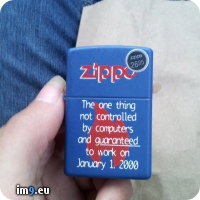 zippo
The one thing
not controlled
by computers
and guaranteed
to work on
January 1, 2000
im9.eu